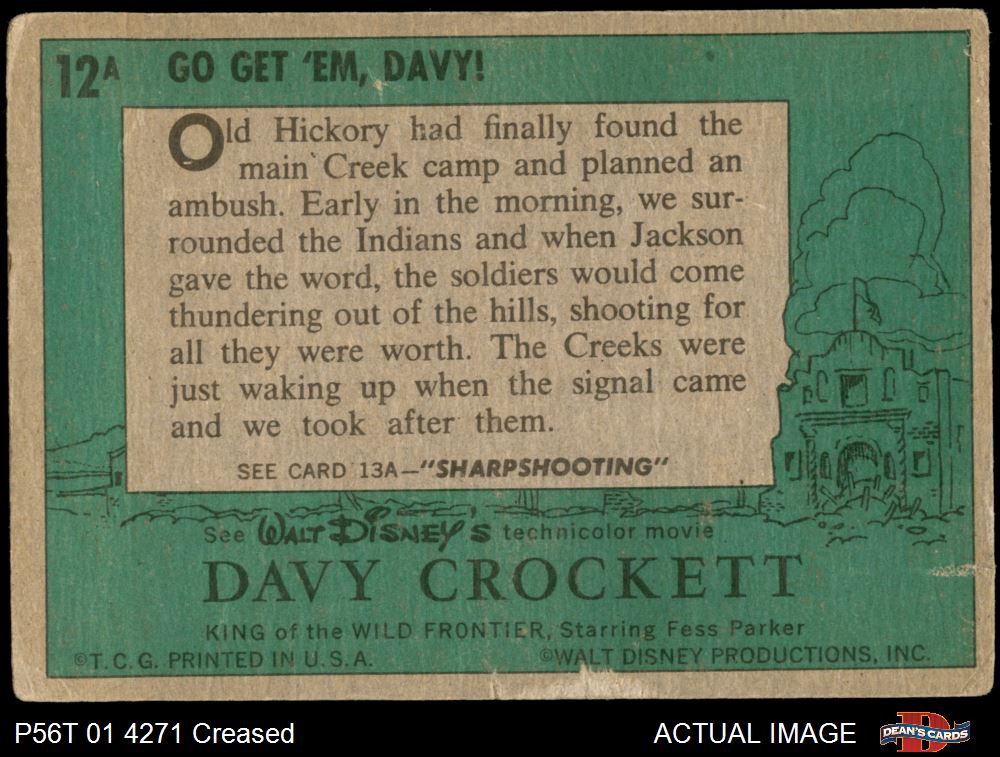 12A GO GET 'EM, DAVY!
Old Hickory had finally found the
main Creek camp and planned an
ambush. Early in the morning, we sur-
rounded the Indians and when Jackson
gave the word, the soldiers would come
thundering out of the hills, shooting for
all they were worth. The Creeks were
just waking up when the signal came
and we took after them.
SEE CARD 13A—"SHARPSHOOTING"
See WALT DISNEY'S technicolor movie
DAVY CROCKETT
KING of the WILD FRONTIER, Starring Fess Parker
©T.C.G. PRINTED IN U.S.A. ©WALT DISNEY PRODUCTIONS, INC.
P56T 01 4271 Creased ACTUAL IMAGE DEAN'S CARDS